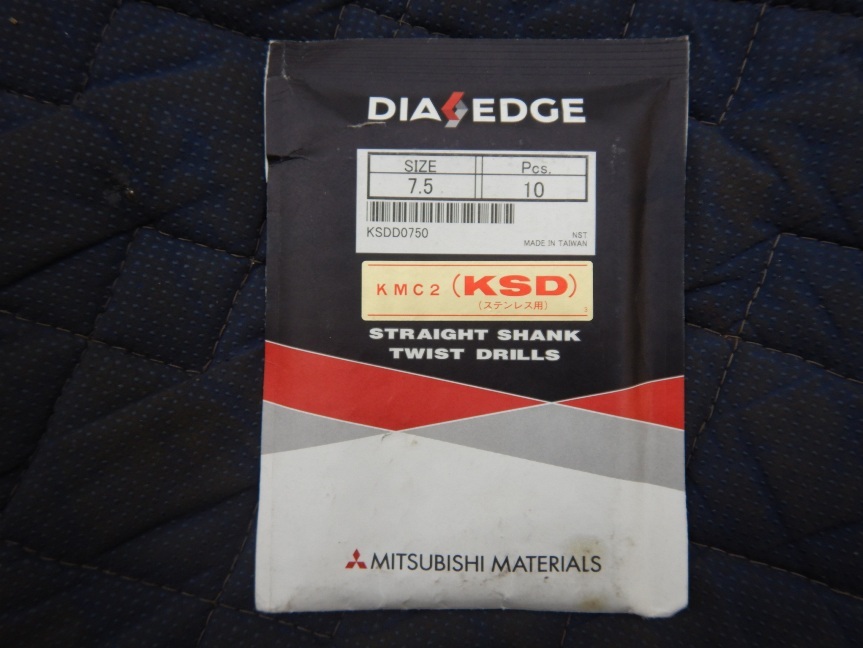 DIAEDGE
SIZE Pcs.
7.5 10
KSDD0750
NST
MADE IN TAIWAN
KMC2 (KSD)
(ステンレス用)
STRAIGHT SHANK
TWIST DRILLS
MITSUBISHI MATERIALS